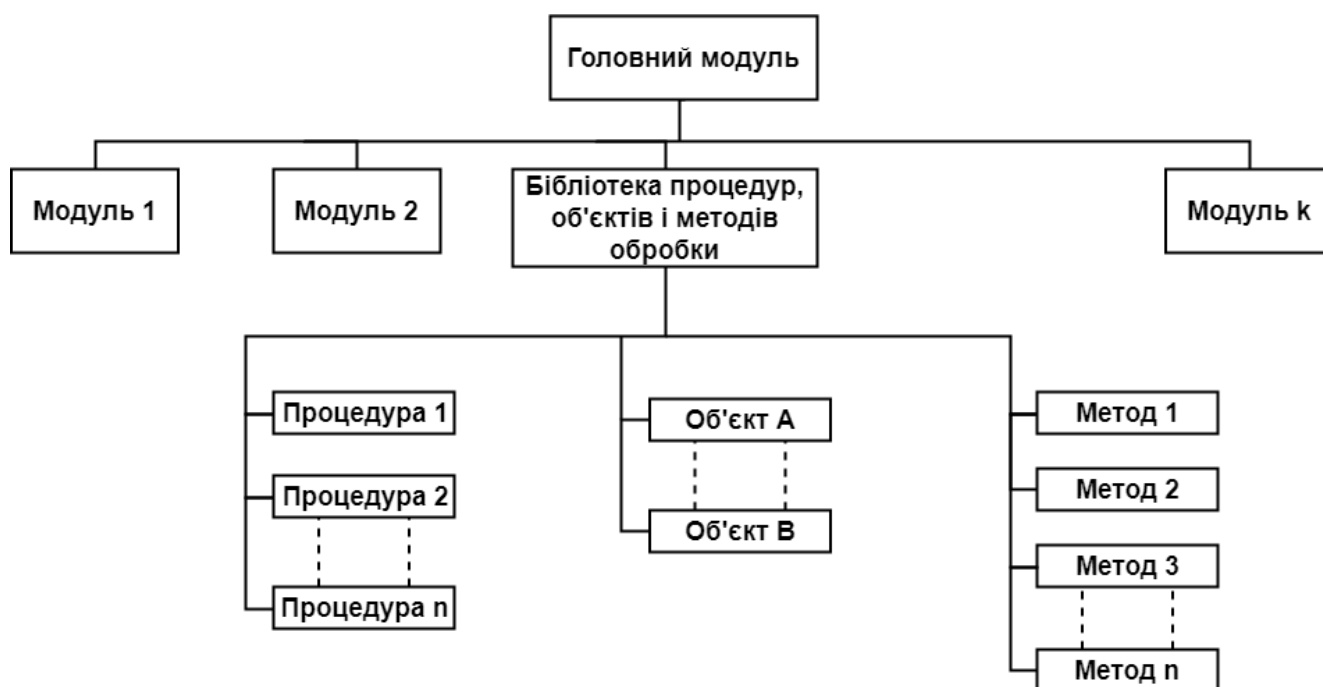 Головний модуль
Модуль 1
Модуль 2
Бібліотека процедур,
об'єктів і методів
обробки
Модуль k
Процедура 1
Процедура 2
Процедура n
Об'єкт A
Об'єкт B
Метод 1
Метод 2
Метод 3
Метод n